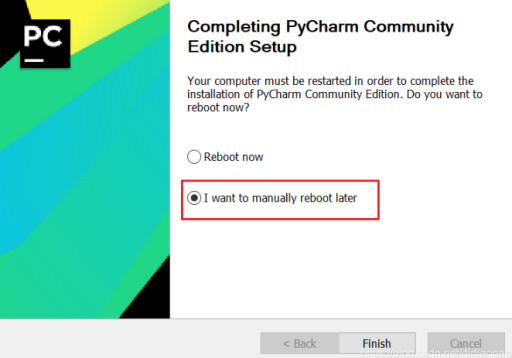 PC
Completing PyCharm Community
Edition Setup
Your computer must be restarted in order to complete the
installation of PyCharm Community Edition. Do you want to
reboot now?
Reboot now
I want to manually reboot later
< Back
Finish
Cancel